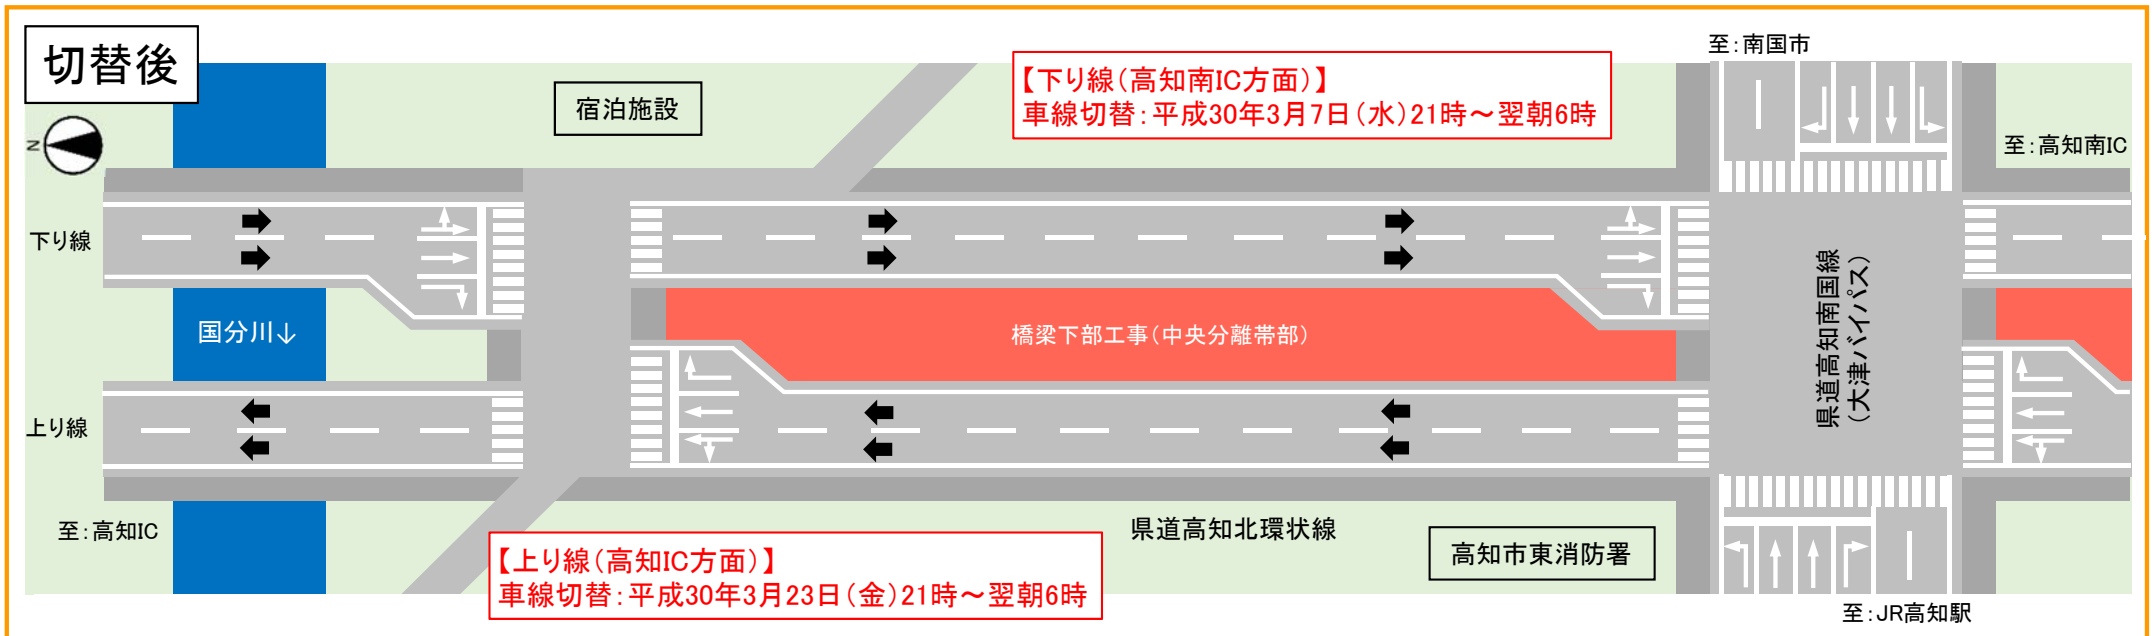 切替後
至：南国市
【下り線（高知南IC方面）】
車線切替：平成30年3月7日（水）21時～翌朝6時
宿泊施設
N
至：高知南IC
下り線
国分川↓
橋梁下部工事（中央分離帯部）
県道高知南国線
（大津バイパス）
上り線
至：高知IC
県道高知北環状線
【上り線（高知IC方面）】
車線切替：平成30年3月23日（金）21時～翌朝6時
高知市東消防署
至：JR高知駅